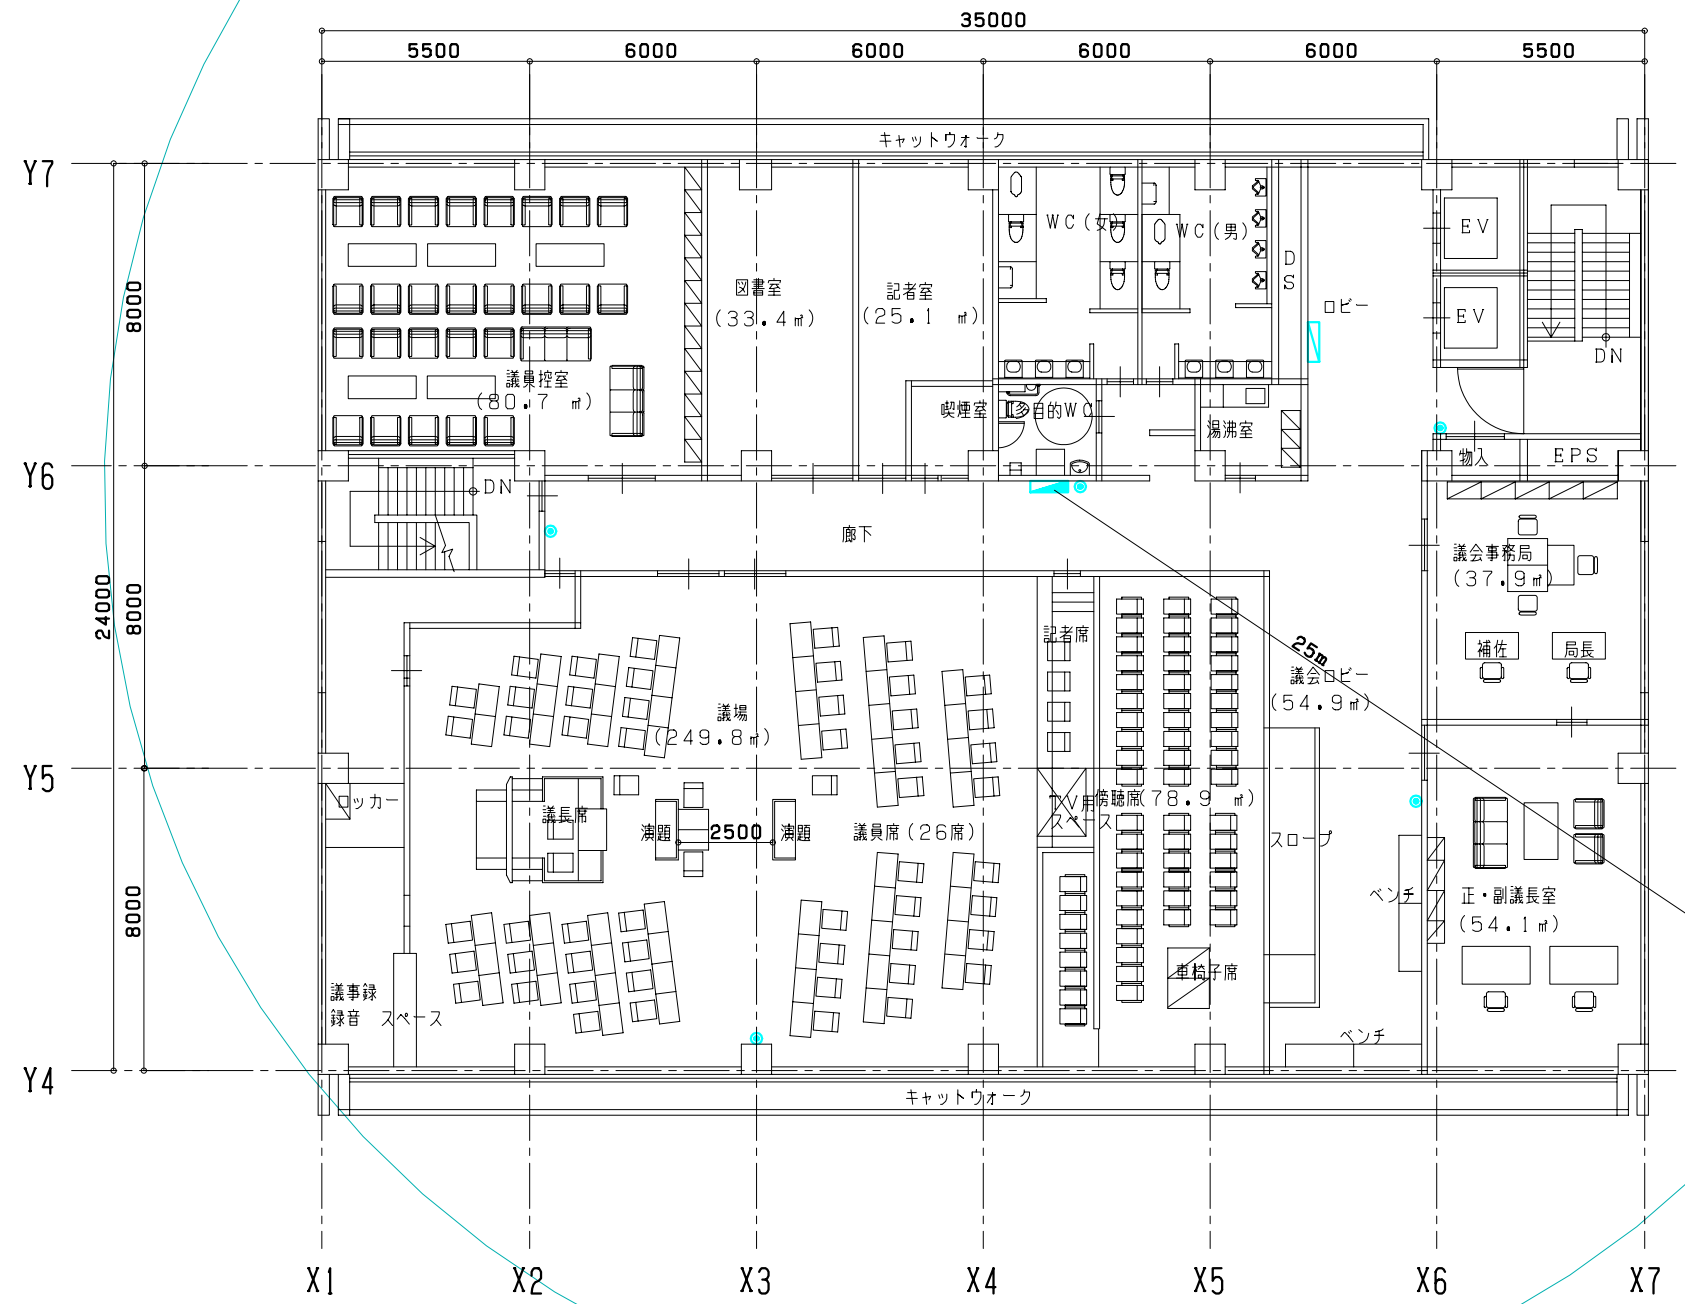 35000
5500 6000 6000 6000 6000 5500
キャットウォーク
Y7
EV
WC(女) WC(男)
DS
図書室
(33.4㎡)
記者室
(25.1 ㎡)
ロビー
EV
DN
8000
議員控室
(80.7 ㎡)
喫煙室
多目的WC
湯沸室
物入
EPS
Y6
DN
廊下
議会事務局
(37.9㎡)
24000
8000
記者席
25m
補佐
局長
議会ロビー
(54.9㎡)
議場
(249.8㎡)
Y5
ロッカー
議長席
演題
2500
演題
議員席(26席)
TV用
スペース
傍聴席(78.9 ㎡)
スロープ
8000
ベンチ
正・副議長室
(54.1㎡)
車椅子席
議事録
録音 スペース
ベンチ
Y4
キャットウォーク
X1 X2 X3 X4 X5 X6 X7